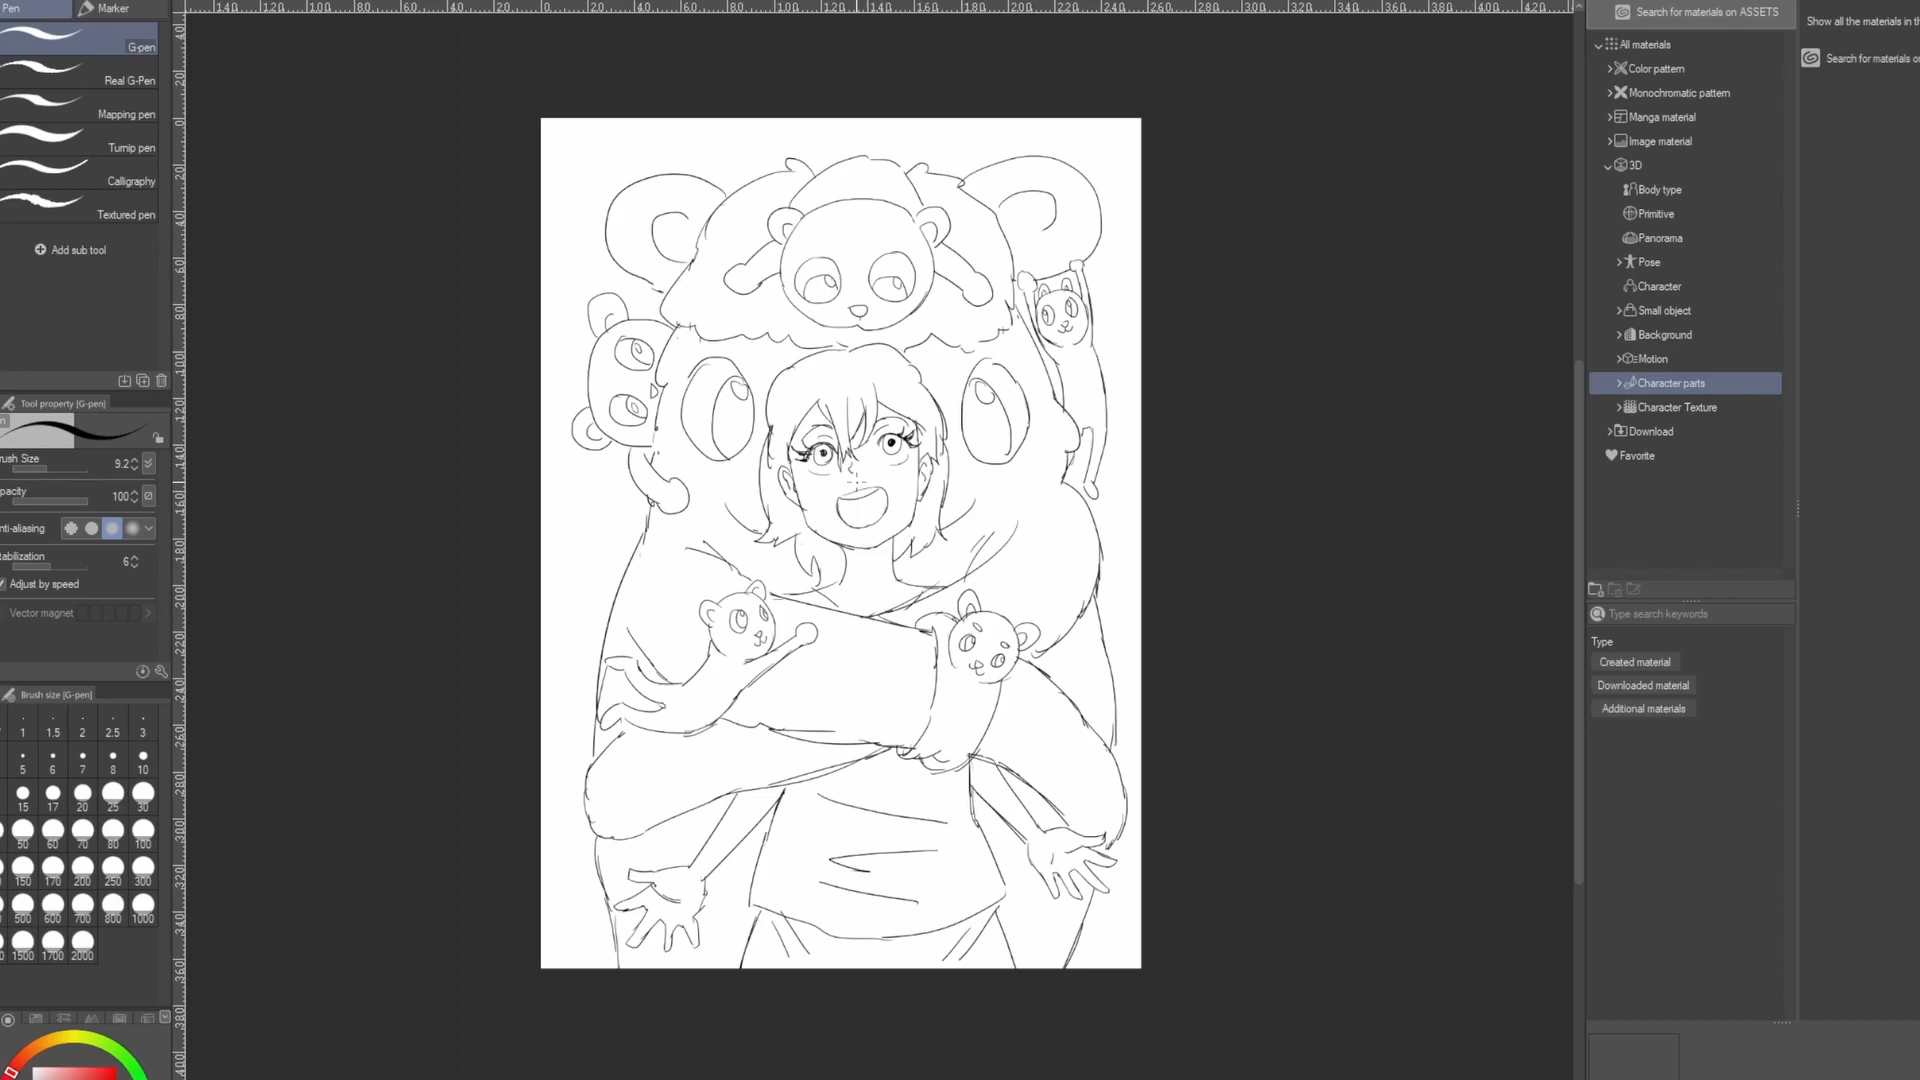 Pen
Marker
G-pen
Real G-Pen
Mapping pen
Turnip pen
Calligraphy
Textured pen
Add sub tool
Tool property [G-pen]
rush Size 9.2
pacity 100
nti-aliasing
tabilization 6
Adjust by speed
Vector magnet
Brush size [G-pen]
1 1.5 2 2.5 3
5 6 7 8 10
15 17 20 25 30
50 60 70 80 100
150 170 200 250 300
500 600 700 800 1000
1500 1700 2000
Search for materials on ASSETS
All materials
Color pattern
Monochromatic pattern
Manga material
Image material
3D
Body type
Primitive
Panorama
Pose
Character
Small object
Background
Motion
Character parts
Character Texture
Download
Favorite
Type search keywords
Type
Created material
Downloaded material
Additional materials
Show all the materials in th
Search for materials o